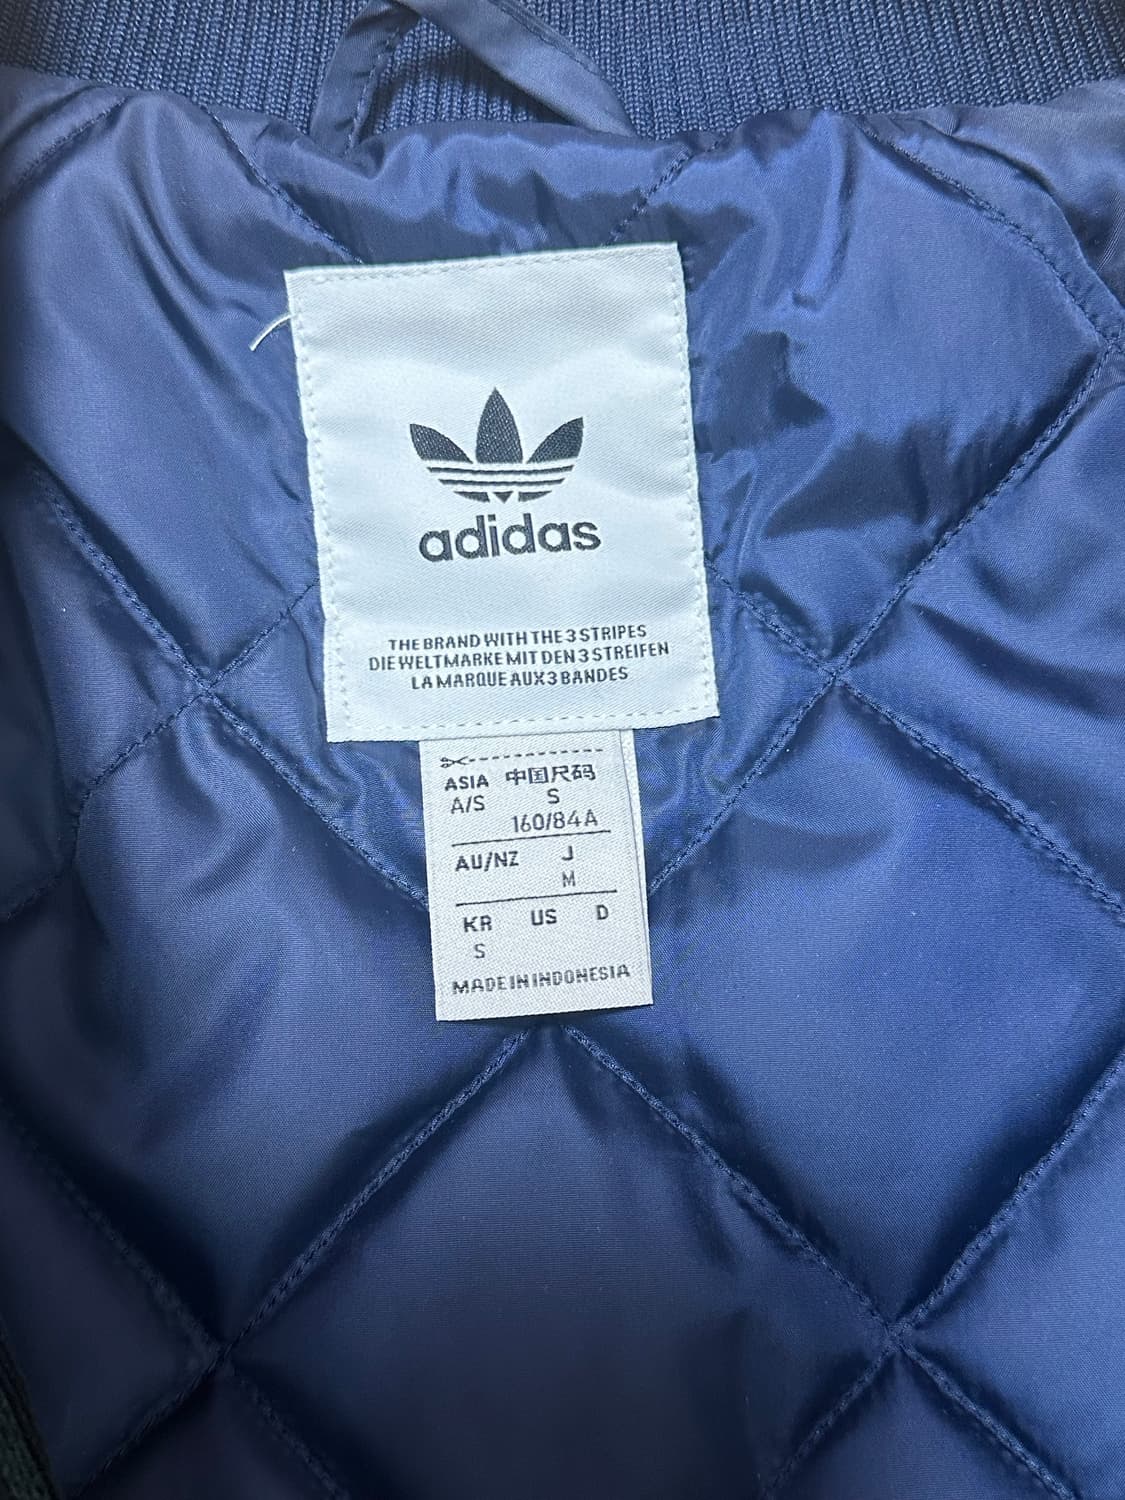 adidas
THE BRAND WITH THE 3 STRIPES
DIE WELTMARKE MIT DEN 3 STREIFEN
LA MARQUE AUX 3 BANDES
ASIA 中国尺码
A/S S
160/84A
AU/NZ J
M
KR US D
S
MADE IN INDONESIA